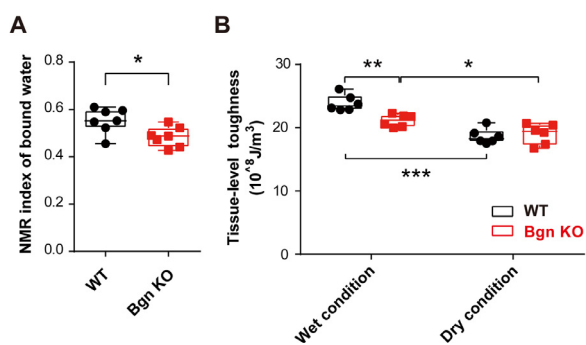 A
NMR index of bound water
0.8
0.6
0.4
0.2
0.0
*
WT
Bgn KO
B
Tissue-level toughness
(10^8J/m³)
30
20
10
0
**
*
***
WT
Bgn KO
Wet condition
Dry condition